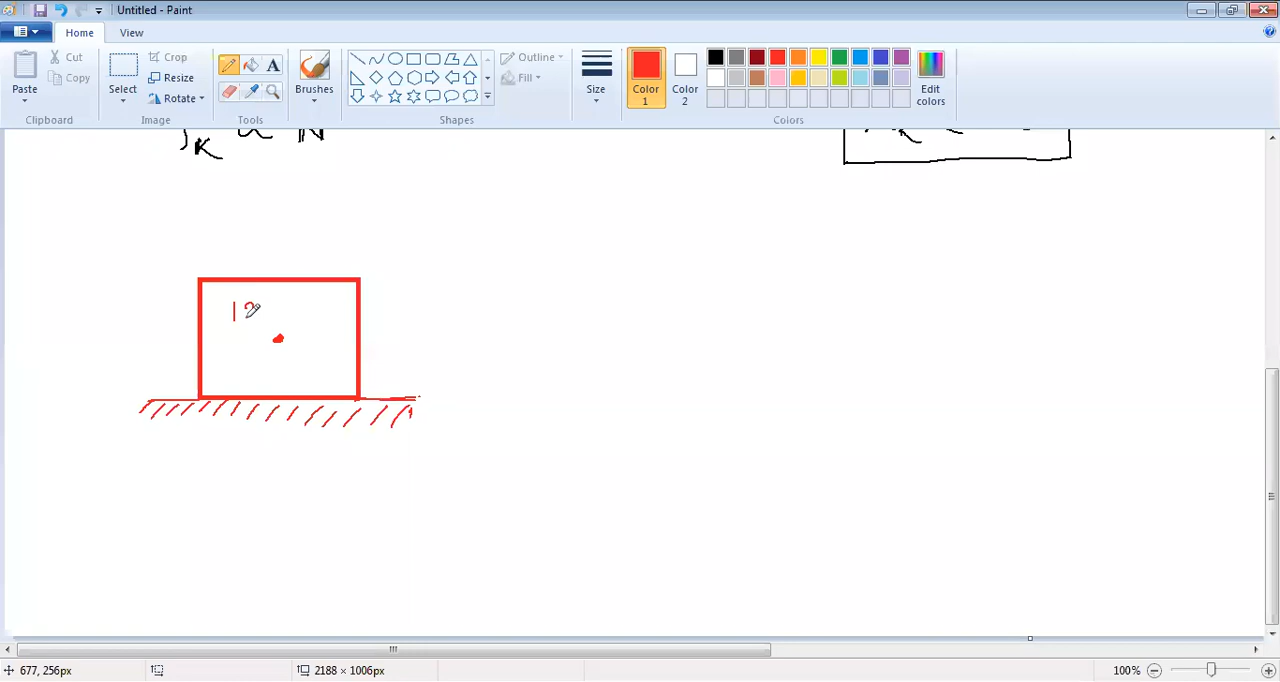 Untitled - Paint
Home View
Paste
Cut
Copy
Clipboard
Select
Crop
Resize
Rotate
Image
A
Tools
Brushes
Outline
Fill
Shapes
Size
Color 1
Color 2
Edit colors
Colors
K N
K
677, 256px
2188 × 1006px
100%